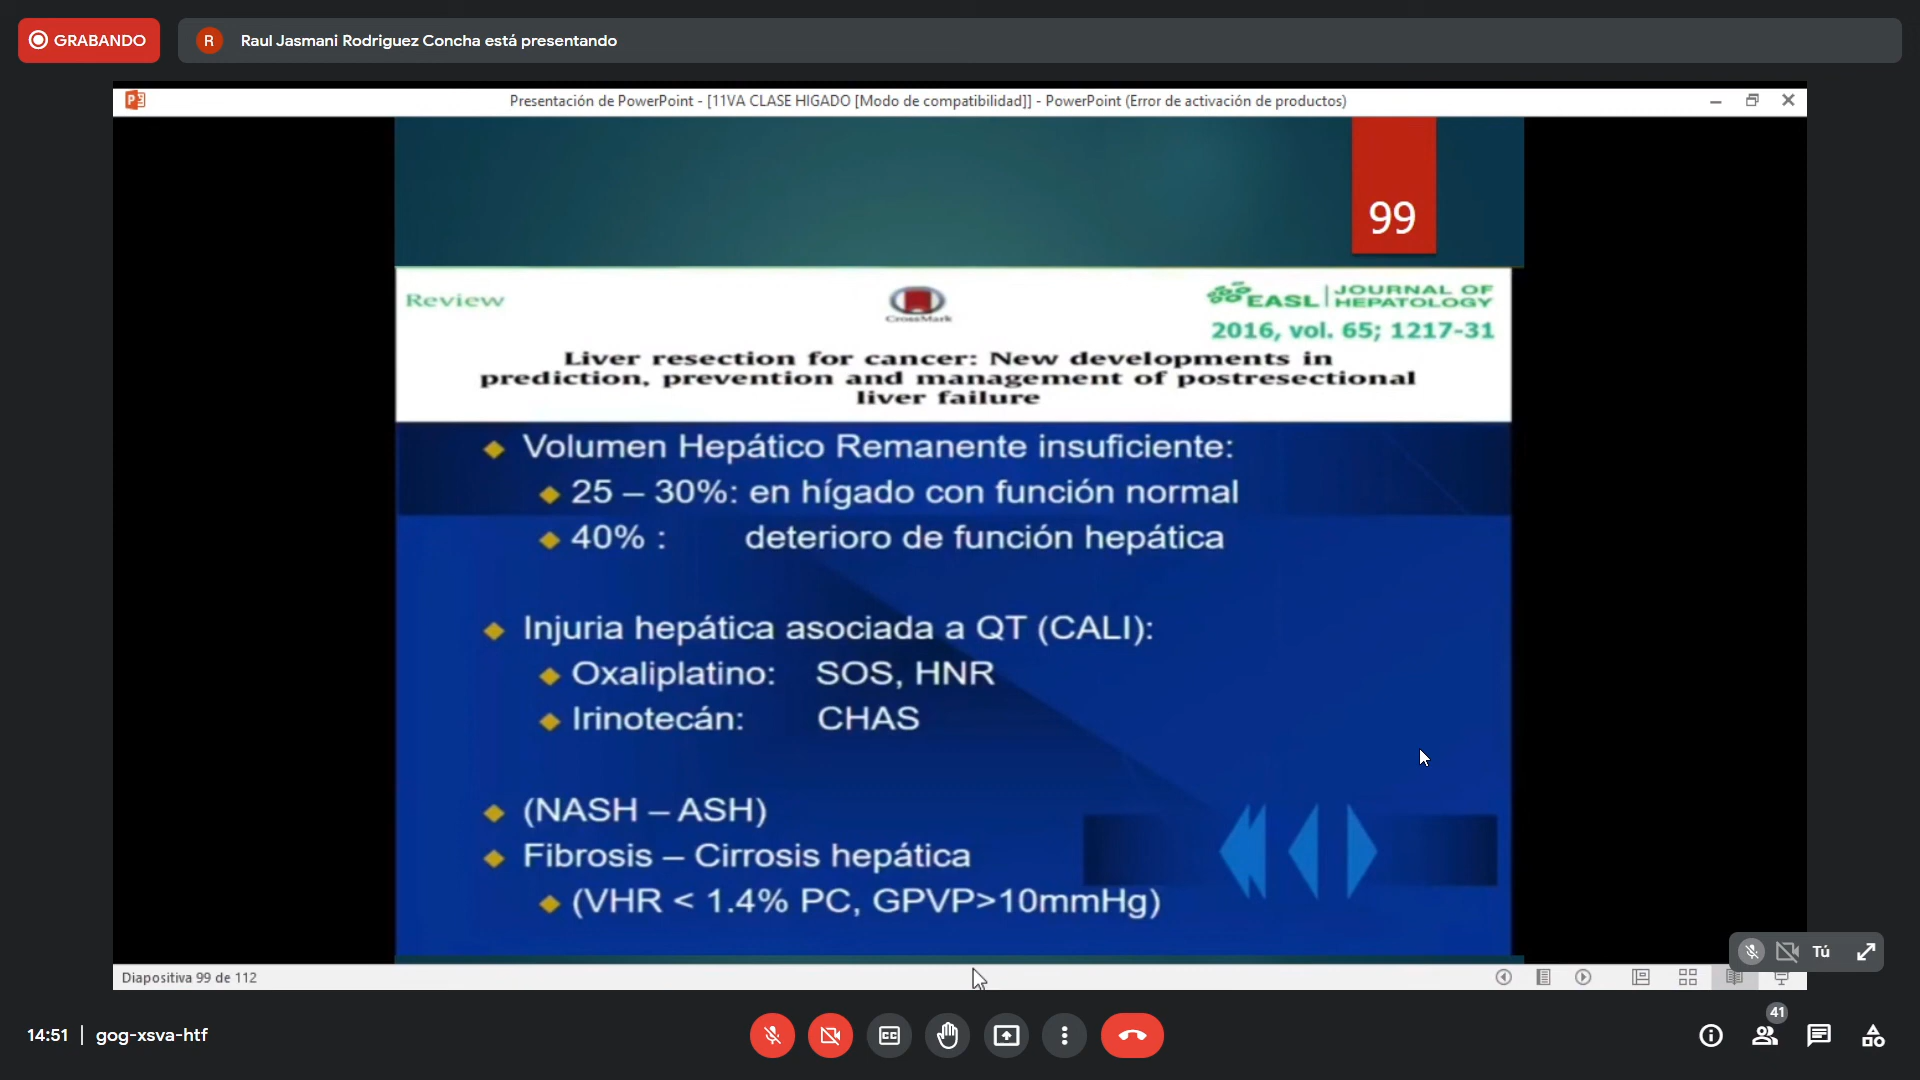 GRABANDO
R
Raul Jasmani Rodriguez Concha está presentando
Presentación de PowerPoint - [11VA CLASE HIGADO [Modo de compatibilidad]] - PowerPoint (Error de activación de productos)
99
Review
CrossMark
EASL | JOURNAL OF HEPATOLOGY
2016, vol. 65; 1217-31
Liver resection for cancer: New developments in
prediction, prevention and management of postresectional
liver failure
Volumen Hepático Remanente insuficiente:
25 – 30%: en hígado con función normal
40% : deterioro de función hepática
Injuria hepática asociada a QT (CALI):
Oxaliplatino: SOS, HNR
Irinotecán: CHAS
(NASH – ASH)
Fibrosis – Cirrosis hepática
(VHR < 1.4% PC, GPVP>10mmHg)
Tú
Diapositiva 99 de 112
14:51 | gog-xsva-htf
41